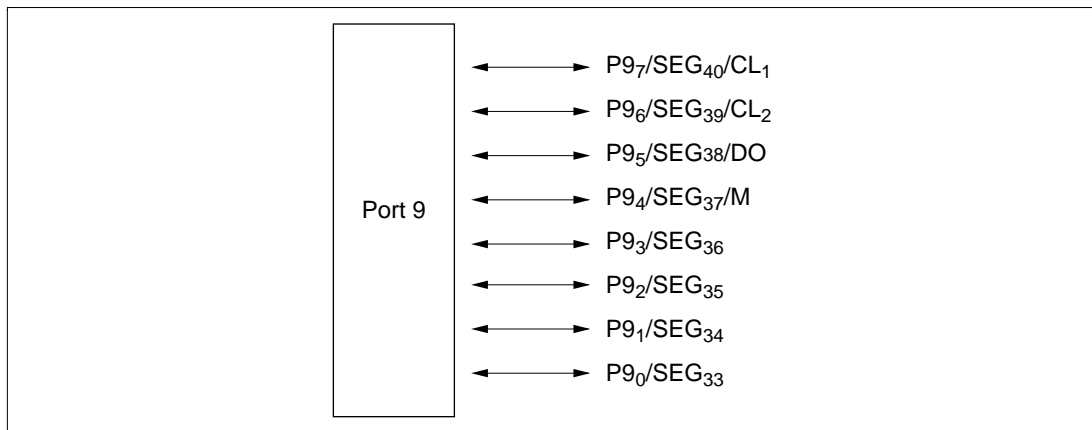 P9₇/SEG₄₀/CL₁
P9₆/SEG₃₉/CL₂
P9₅/SEG38/DO
P9₄/SEG₃₇/M
Port 9
P9₃/SEG₃₆
P9₂/SEG₃₅
P9₁/SEG₃₄
P9₀/SEG₃₃